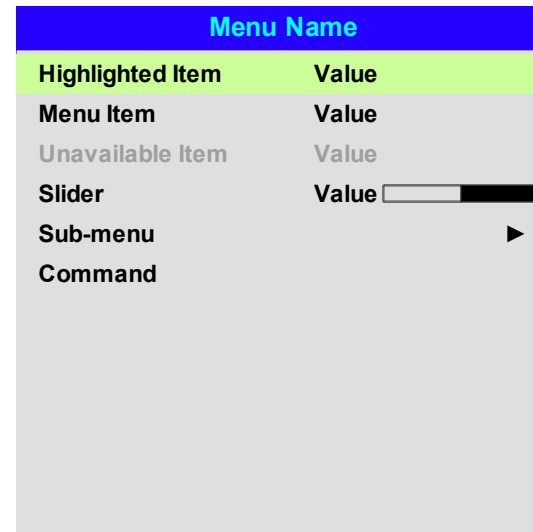 Menu Name
Highlighted Item Value
Menu Item Value
Unavailable Item Value
Slider Value
Sub-menu ►
Command